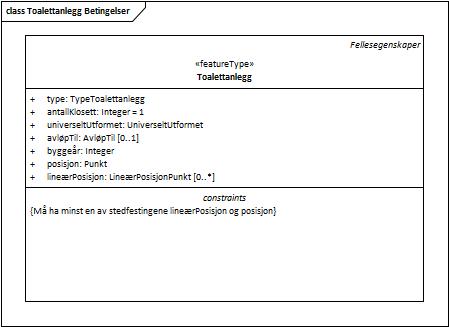 class Toalettanlegg Betingelser
Fellesegenskaper
«featureType»
Toalettanlegg
+ type: TypeToalettanlegg
+ antallKlosett: Integer = 1
+ universeltUtformet: UniverseltUtformet
+ avløpTil: AvløpTil [0..1]
+ byggeår: Integer
+ posisjon: Punkt
+ lineærPosisjon: LineærPosisjonPunkt [0..*]
constraints
{Må ha minst en av stedfestingene lineærPosisjon og posisjon}